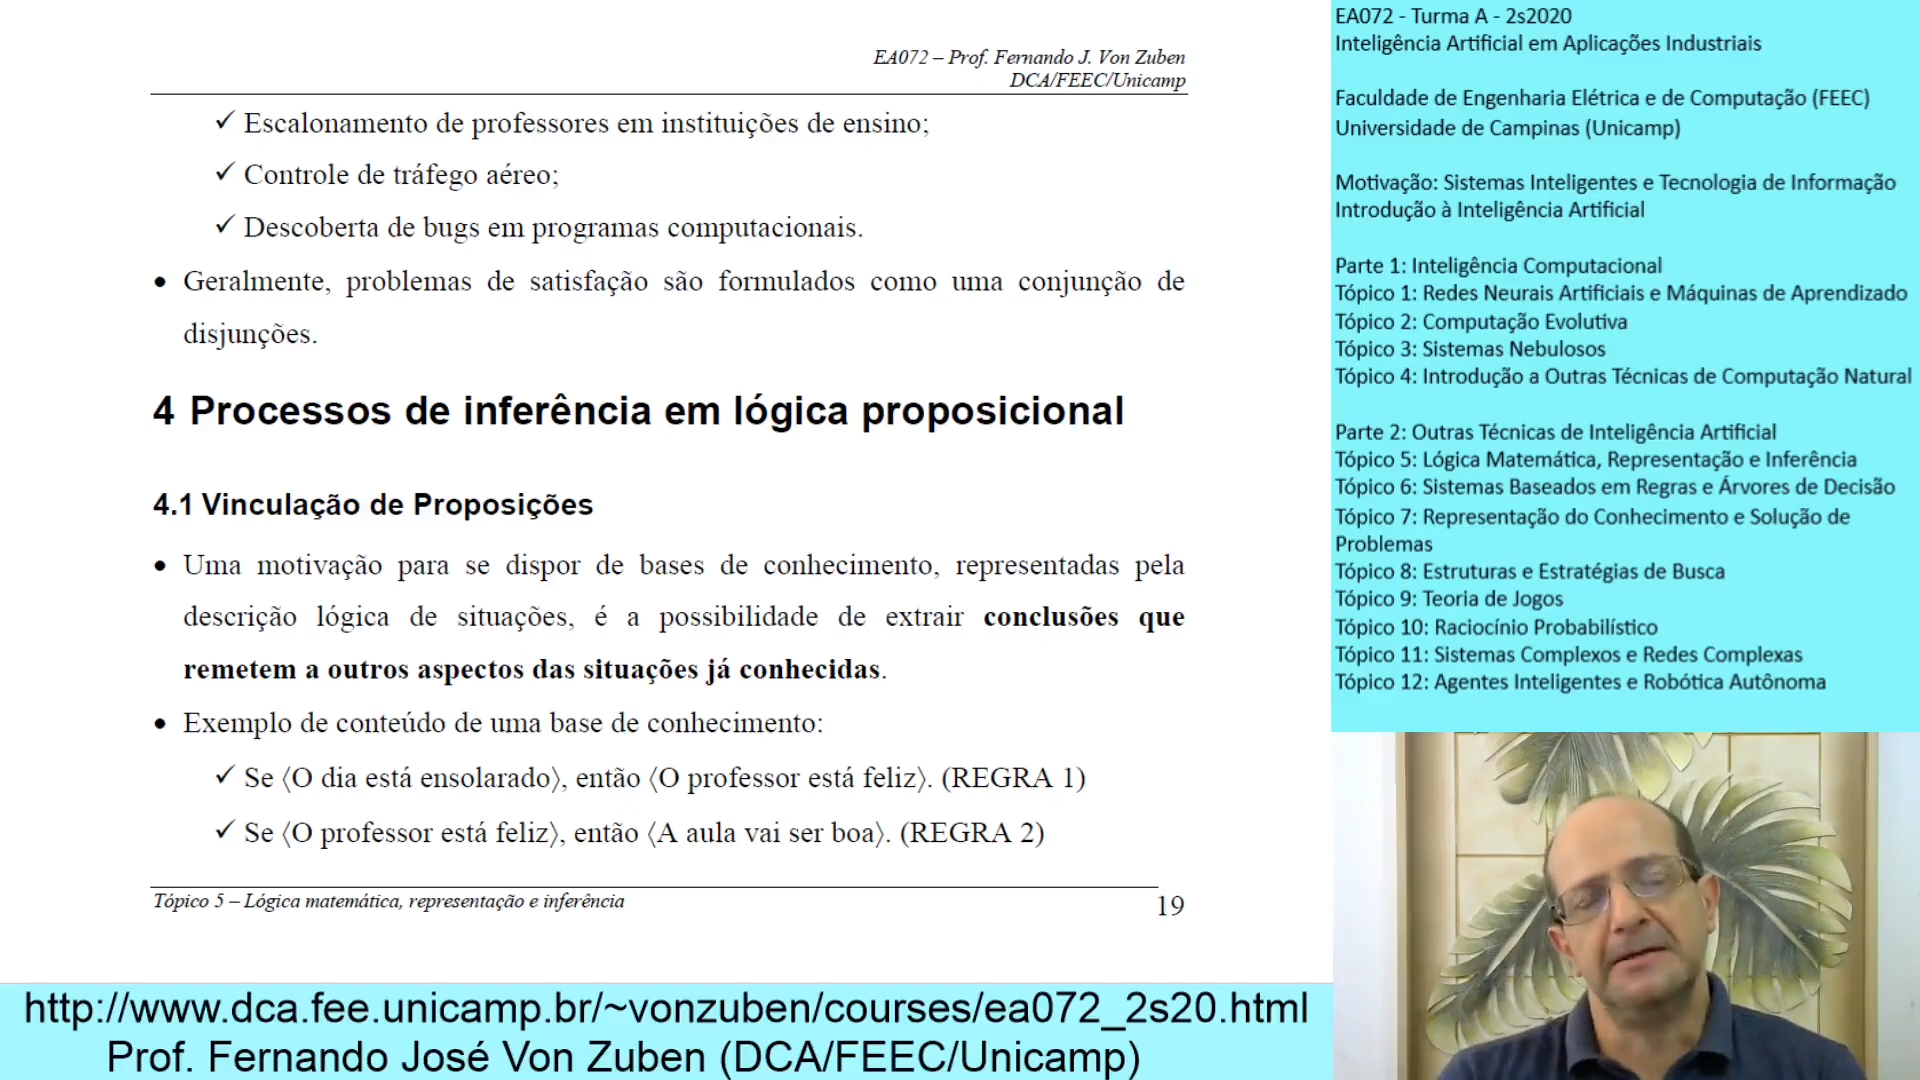 EA072 – Prof. Fernando J. Von Zuben
DCA/FEEC/Unicamp
✓ Escalonamento de professores em instituições de ensino;
✓ Controle de tráfego aéreo;
✓ Descoberta de bugs em programas computacionais.
• Geralmente, problemas de satisfação são formulados como uma conjunção de
disjunções.
4 Processos de inferência em lógica proposicional
4.1 Vinculação de Proposições
• Uma motivação para se dispor de bases de conhecimento, representadas pela
descrição lógica de situações, é a possibilidade de extrair conclusões que
remetem a outros aspectos das situações já conhecidas.
• Exemplo de conteúdo de uma base de conhecimento:
✓ Se ⟨O dia está ensolarado⟩, então ⟨O professor está feliz⟩. (REGRA 1)
✓ Se ⟨O professor está feliz⟩, então ⟨A aula vai ser boa⟩. (REGRA 2)
Tópico 5 – Lógica matemática, representação e inferência
19
http://www.dca.fee.unicamp.br/~vonzuben/courses/ea072_2s20.html
Prof. Fernando José Von Zuben (DCA/FEEC/Unicamp)
EA072 - Turma A - 2s2020
Inteligência Artificial em Aplicações Industriais
Faculdade de Engenharia Elétrica e de Computação (FEEC)
Universidade de Campinas (Unicamp)
Motivação: Sistemas Inteligentes e Tecnologia de Informação
Introdução à Inteligência Artificial
Parte 1: Inteligência Computacional
Tópico 1: Redes Neurais Artificiais e Máquinas de Aprendizado
Tópico 2: Computação Evolutiva
Tópico 3: Sistemas Nebulosos
Tópico 4: Introdução a Outras Técnicas de Computação Natural
Parte 2: Outras Técnicas de Inteligência Artificial
Tópico 5: Lógica Matemática, Representação e Inferência
Tópico 6: Sistemas Baseados em Regras e Árvores de Decisão
Tópico 7: Representação do Conhecimento e Solução de
Problemas
Tópico 8: Estruturas e Estratégias de Busca
Tópico 9: Teoria de Jogos
Tópico 10: Raciocínio Probabilístico
Tópico 11: Sistemas Complexos e Redes Complexas
Tópico 12: Agentes Inteligentes e Robótica Autônoma